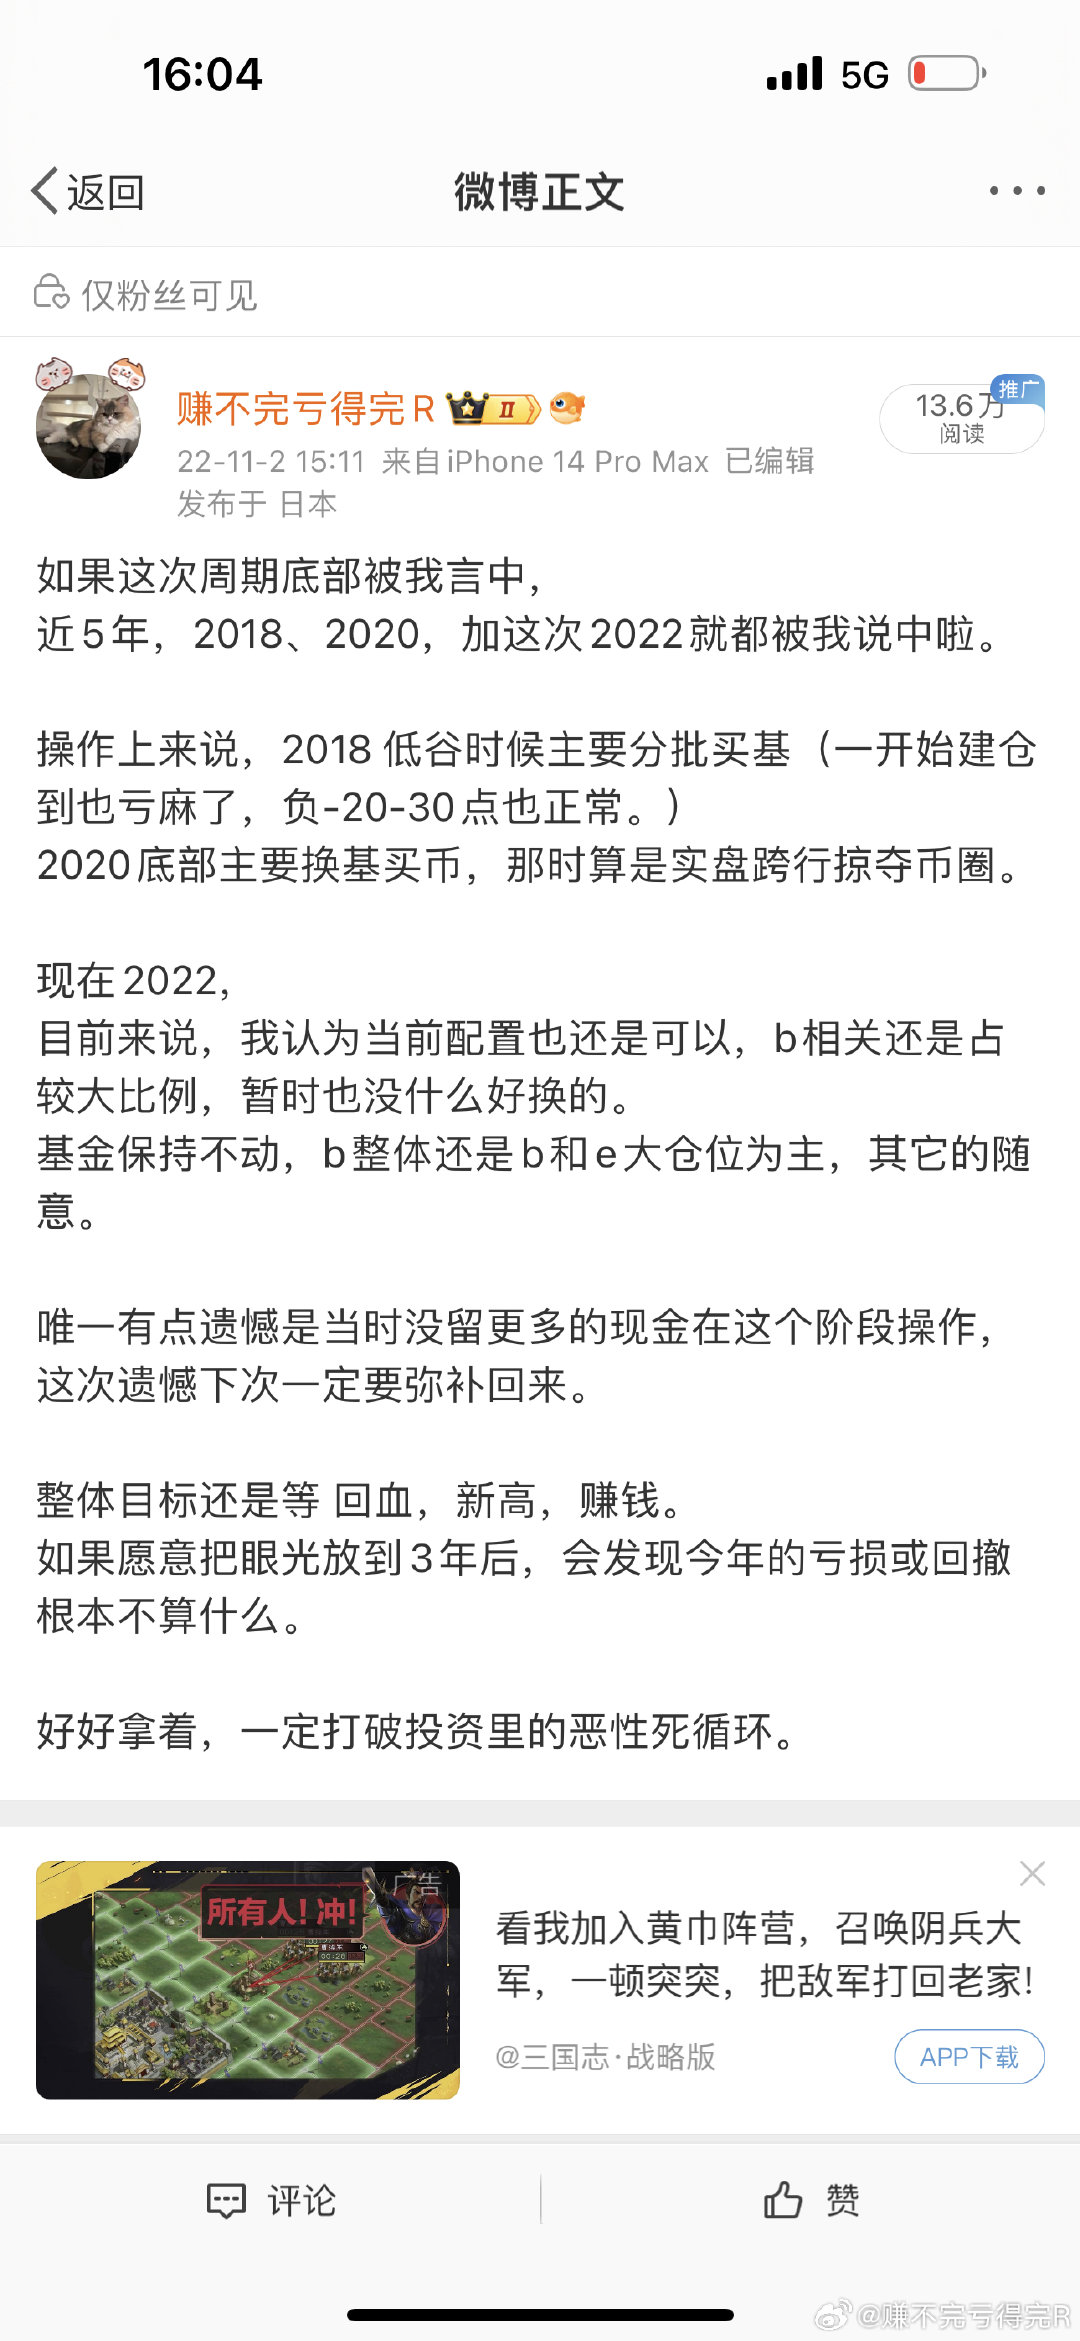 16:04
5G
返回
微博正文
仅粉丝可见
赚不完亏得完R
II
推广
13.6万
阅读
22-11-2 15:11 来自iPhone 14 Pro Max 已编辑
发布于 日本
如果这次周期底部被我言中，
近5年，2018、2020，加这次2022就都被我说中啦。
操作上来说，2018 低谷时候主要分批买基（一开始建仓
到也亏麻了，负-20-30点也正常。）
2020底部主要换基买币，那时算是实盘跨行掠夺币圈。
现在2022，
目前来说，我认为当前配置也还是可以，b相关还是占
较大比例，暂时也没什么好换的。
基金保持不动，b整体还是b和e大仓位为主，其它的随
意。
唯一有点遗憾是当时没留更多的现金在这个阶段操作，
这次遗憾下次一定要弥补回来。
整体目标还是等 回血，新高，赚钱。
如果愿意把眼光放到3年后，会发现今年的亏损或回撤
根本不算什么。
好好拿着，一定打破投资里的恶性死循环。
广告
所有人！冲！
看我加入黄巾阵营，召唤阴兵大
军，一顿突突，把敌军打回老家!
@三国志·战略版
APP下载
评论
赞
@赚不完亏得完R